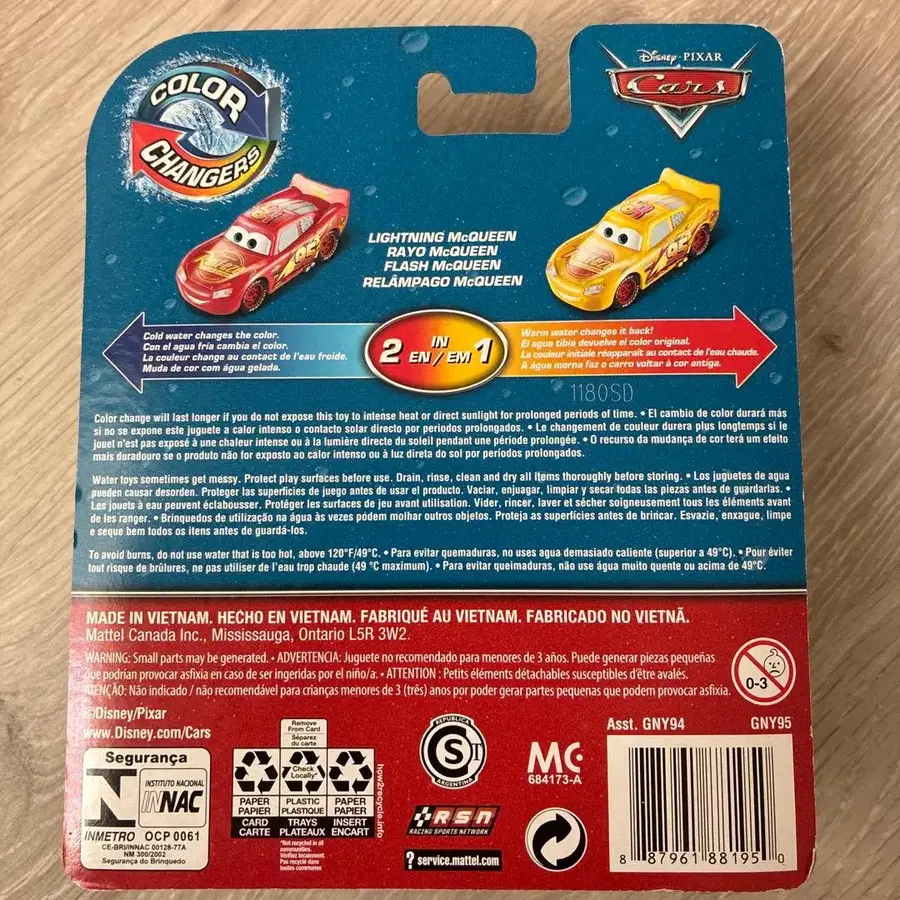 COLOR
CHANGERS
Disney · PIXAR
Cars
LIGHTNING McQUEEN
RAYO McQUEEN
FLASH McQUEEN
RELÂMPAGO McQUEEN
95
95
Cold water changes the color.
Con el agua fría cambia el color.
La couleur change au contact de l'eau froide.
Muda de cor com água gelada.
2 IN EN / EM 1
Warm water changes it back!
El agua tibia devuelve el color original.
La couleur initiale réapparaît au contact de l'eau chaude.
A água morna faz o carro voltar à cor antiga.
1180SD
Color change will last longer if you do not expose this toy to intense heat or direct sunlight for prolonged periods of time. • El cambio de color durará más
si no se expone este juguete a calor intenso o contacto solar directo por periodos prolongados. • Le changement de couleur durera plus longtemps si le
jouet n'est pas exposé à une chaleur intense ou à la lumière directe du soleil pendant une période prolongée. • O recurso da mudança de cor terá um efeito
mais duradouro se o produto não for exposto ao calor intenso ou à luz direta do sol por períodos prolongados.
Water toys sometimes get messy. Protect play surfaces before use. Drain, rinse, clean and dry all items thoroughly before storing. • Los juguetes de agua
pueden causar desorden. Proteger las superficies de juego antes de usar el producto. Vaciar, enjuagar, limpiar y secar todas las piezas antes de guardarlas. •
Les jouets à eau peuvent éclabousser. Protéger les surfaces de jeu avant utilisation. Vider, rincer, laver et sécher soigneusement tous les éléments avant
de les ranger. • Brinquedos de utilização na água às vezes pódem molhar outros objetos. Proteja as superfícies antes de brincar. Esvazie, enxague, limpe
e seque bem todos os itens antes de guardá-los.
To avoid burns, do not use water that is too hot, above 120°F/49°C. • Para evitar quemaduras, no uses agua demasiado caliente (superior a 49°C). • Pour éviter
tout risque de brûlures, ne pas utiliser de l'eau trop chaude (49 °C maximum). • Para evitar queimaduras, não use água muito quente ou acima de 49°C.
MADE IN VIETNAM. HECHO EN VIETNAM. FABRIQUÉ AU VIETNAM. FABRICADO NO VIETNÃ.
Mattel Canada Inc., Mississauga, Ontario L5R 3W2.
WARNING: Small parts may be generated. • ADVERTENCIA: Juguete no recomendado para menores de 3 años. Puede generar piezas pequeñas
que podrían provocar asfixia en caso de ser ingeridas por el niño/a. • ATTENTION : Petits éléments détachables susceptibles d'être avalés.
ATENÇÃO: Não indicado / não recomendável para crianças menores de 3 (três) anos por poder gerar partes pequenas que podem provocar asfixia.
0-3
©Disney/Pixar
www.Disney.com/Cars
Segurança
INSTITUTO NACIONAL
INNAC
INMETRO OCP 0061
CE-BRI/INNAC 00128-77A
NM 300/2002
Segurança do Brinquedo
Remove
From Card
Séparez
du carte
Check
Locally*
PAPER
PAPIER
CARD
CARTE
PLASTIC
PLASTIQUE
TRAYS
PLATEAUX
PAPER
PAPIER
INSERT
ENCART
*Not recycled in all
communities.
Vérifiez localement.
Pas recyclé dans
toutes communautés.
how2recycle.info
REPUBLICA
S T
ARGENTINA
RSN
RACING SPORTS NETWORK
? service.mattel.com
MC
684173-A
Asst. GNY94 GNY95
8 87961 88195 0